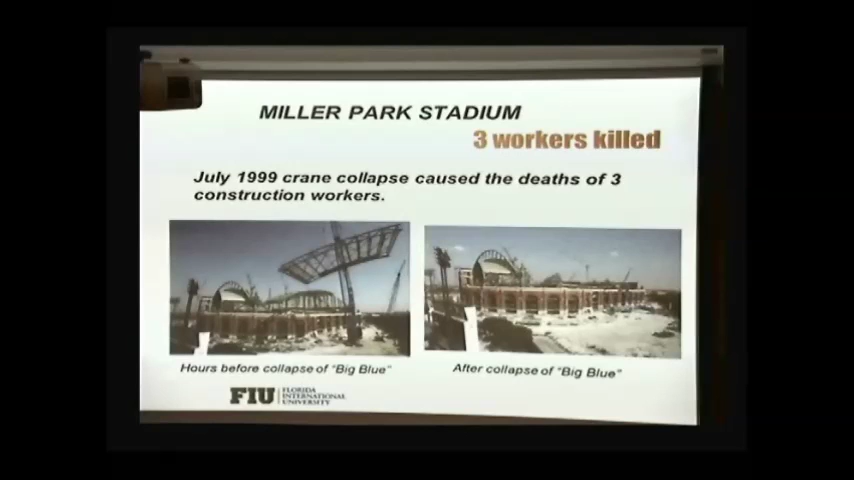 MILLER PARK STADIUM
3 workers killed
July 1999 crane collapse caused the deaths of 3
construction workers.
Hours before collapse of "Big Blue"
After collapse of "Big Blue"
FIU
FLORIDA
INTERNATIONAL
UNIVERSITY